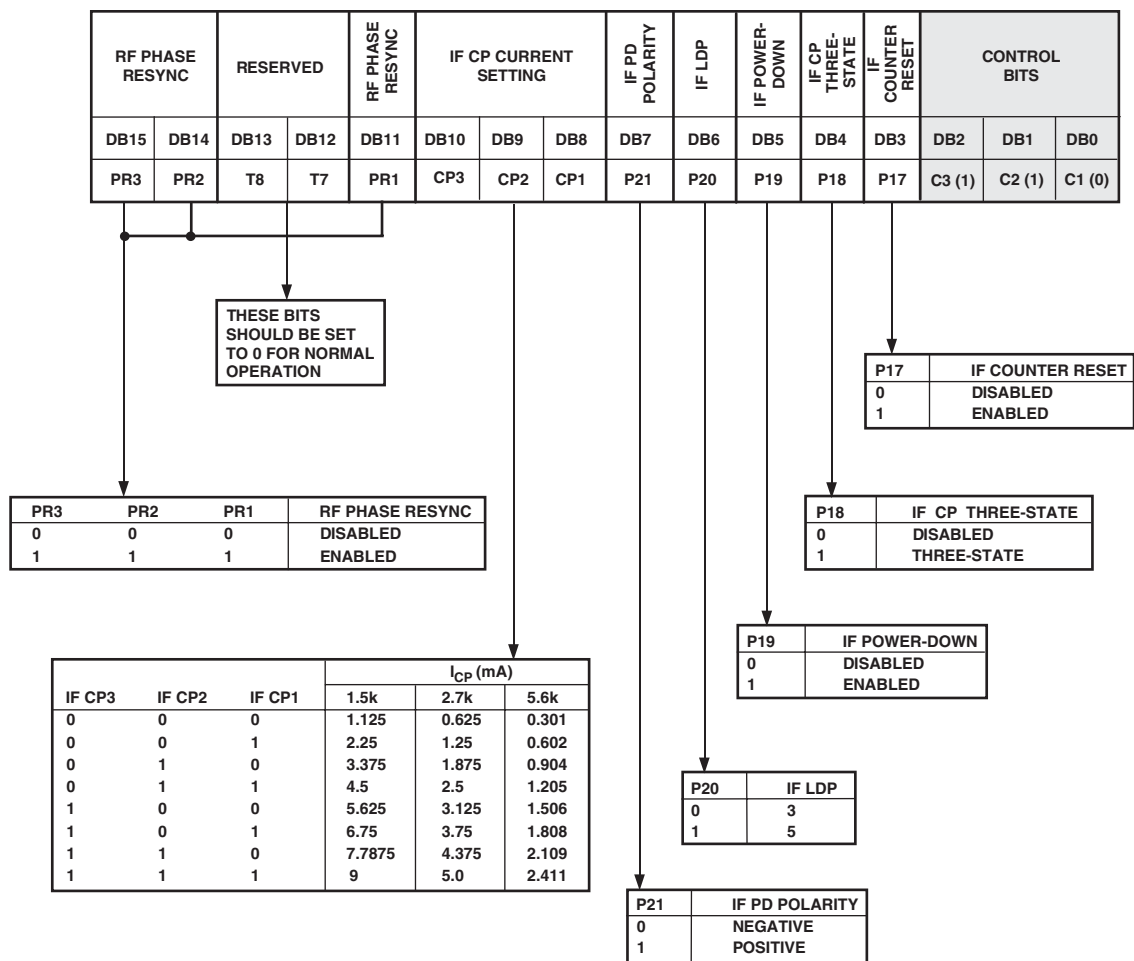 RF PHASE RESYNC
RESERVED
RF PHASE RESYNC
IF CP CURRENT SETTING
IF PD POLARITY
IF LDP
IF POWER-DOWN
IF CP THREE-STATE
IF COUNTER RESET
CONTROL BITS
DB15 DB14 DB13 DB12 DB11 DB10 DB9 DB8 DB7 DB6 DB5 DB4 DB3 DB2 DB1 DB0
PR3 PR2 T8 T7 PR1 CP3 CP2 CP1 P21 P20 P19 P18 P17 C3 (1) C2 (1) C1 (0)
THESE BITS
SHOULD BE SET
TO 0 FOR NORMAL
OPERATION
P17 IF COUNTER RESET
0 DISABLED
1 ENABLED
PR3 PR2 PR1 RF PHASE RESYNC
0 0 0 DISABLED
1 1 1 ENABLED
P18 IF CP THREE-STATE
0 DISABLED
1 THREE-STATE
P19 IF POWER-DOWN
0 DISABLED
1 ENABLED
ICP (mA)
IF CP3 IF CP2 IF CP1 1.5k 2.7k 5.6k
0 0 0 1.125 0.625 0.301
0 0 1 2.25 1.25 0.602
0 1 0 3.375 1.875 0.904
0 1 1 4.5 2.5 1.205
1 0 0 5.625 3.125 1.506
1 0 1 6.75 3.75 1.808
1 1 0 7.7875 4.375 2.109
1 1 1 9 5.0 2.411
P20 IF LDP
0 3
1 5
P21 IF PD POLARITY
0 NEGATIVE
1 POSITIVE